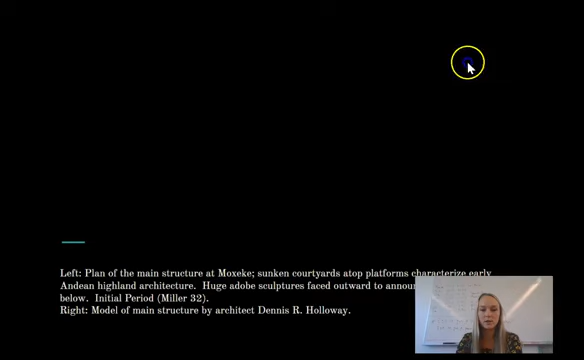 Left: Plan of the main structure at Moxeke; sunken courtyards atop platforms characterize early
Andean highland architecture. Huge adobe sculptures faced outward to announ
below. Initial Period (Miller 32).
Right: Model of main structure by architect Dennis R. Holloway.